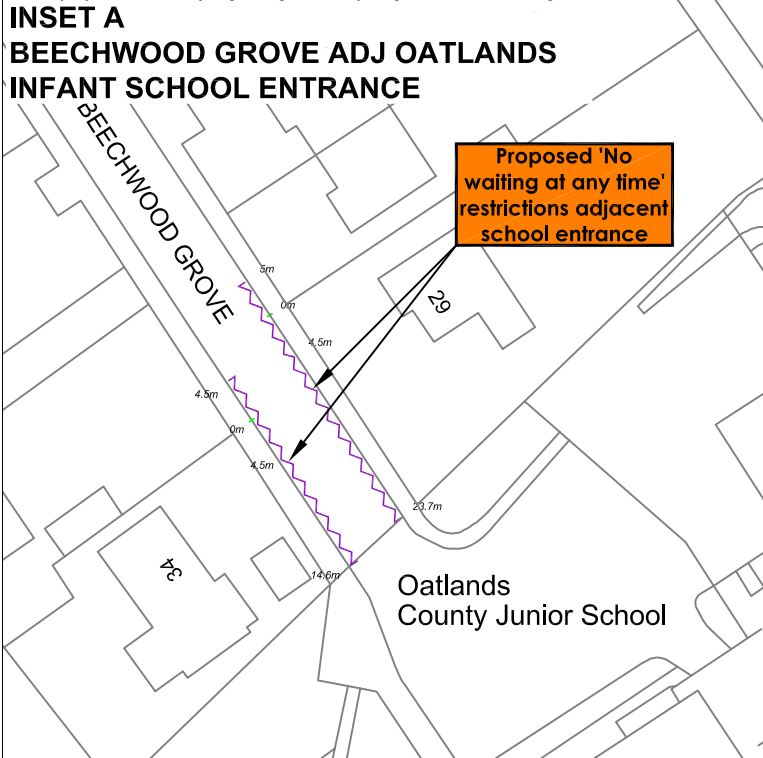 INSET A
BEECHWOOD GROVE ADJ OATLANDS
INFANT SCHOOL ENTRANCE
BEECHWOOD GROVE
Proposed 'No
waiting at any time'
restrictions adjacent
school entrance
5m
0m
4.5m
29
4.5m
0m
4.5m
23.7m
14.6m
34
Oatlands
County Junior School